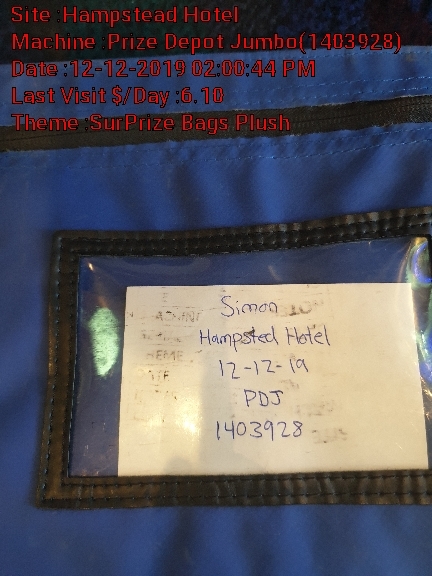 Site :Hampstead Hotel
Machine :Prize Depot Jumbo(1403928)
Date :12-12-2019 02:00:44 PM
Last Visit $/Day :6.10
Theme :SurPrize Bags Plush
Simon
Hampsted Hotel
12-12-19
PDJ
1403928